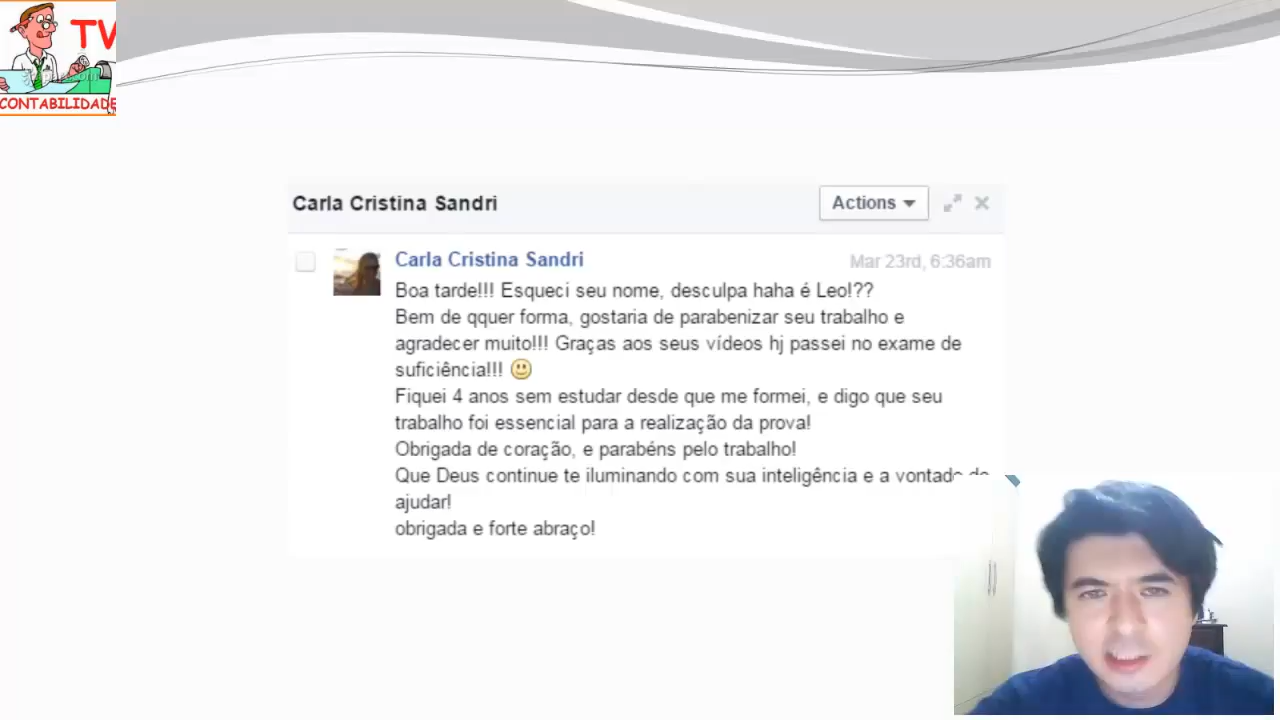 TV
CONTABILIDADE
Carla Cristina Sandri
Actions
Carla Cristina Sandri
Mar 23rd, 6:36am
Boa tarde!!! Esqueci seu nome, desculpa haha é Leo!??
Bem de qquer forma, gostaria de parabenizar seu trabalho e
agradecer muito!!! Graças aos seus vídeos hj passei no exame de
suficiência!!!
Fiquei 4 anos sem estudar desde que me formei, e digo que seu
trabalho foi essencial para a realização da prova!
Obrigada de coração, e parabéns pelo trabalho!
Que Deus continue te iluminando com sua inteligência e a vontade de
ajudar!
obrigada e forte abraço!